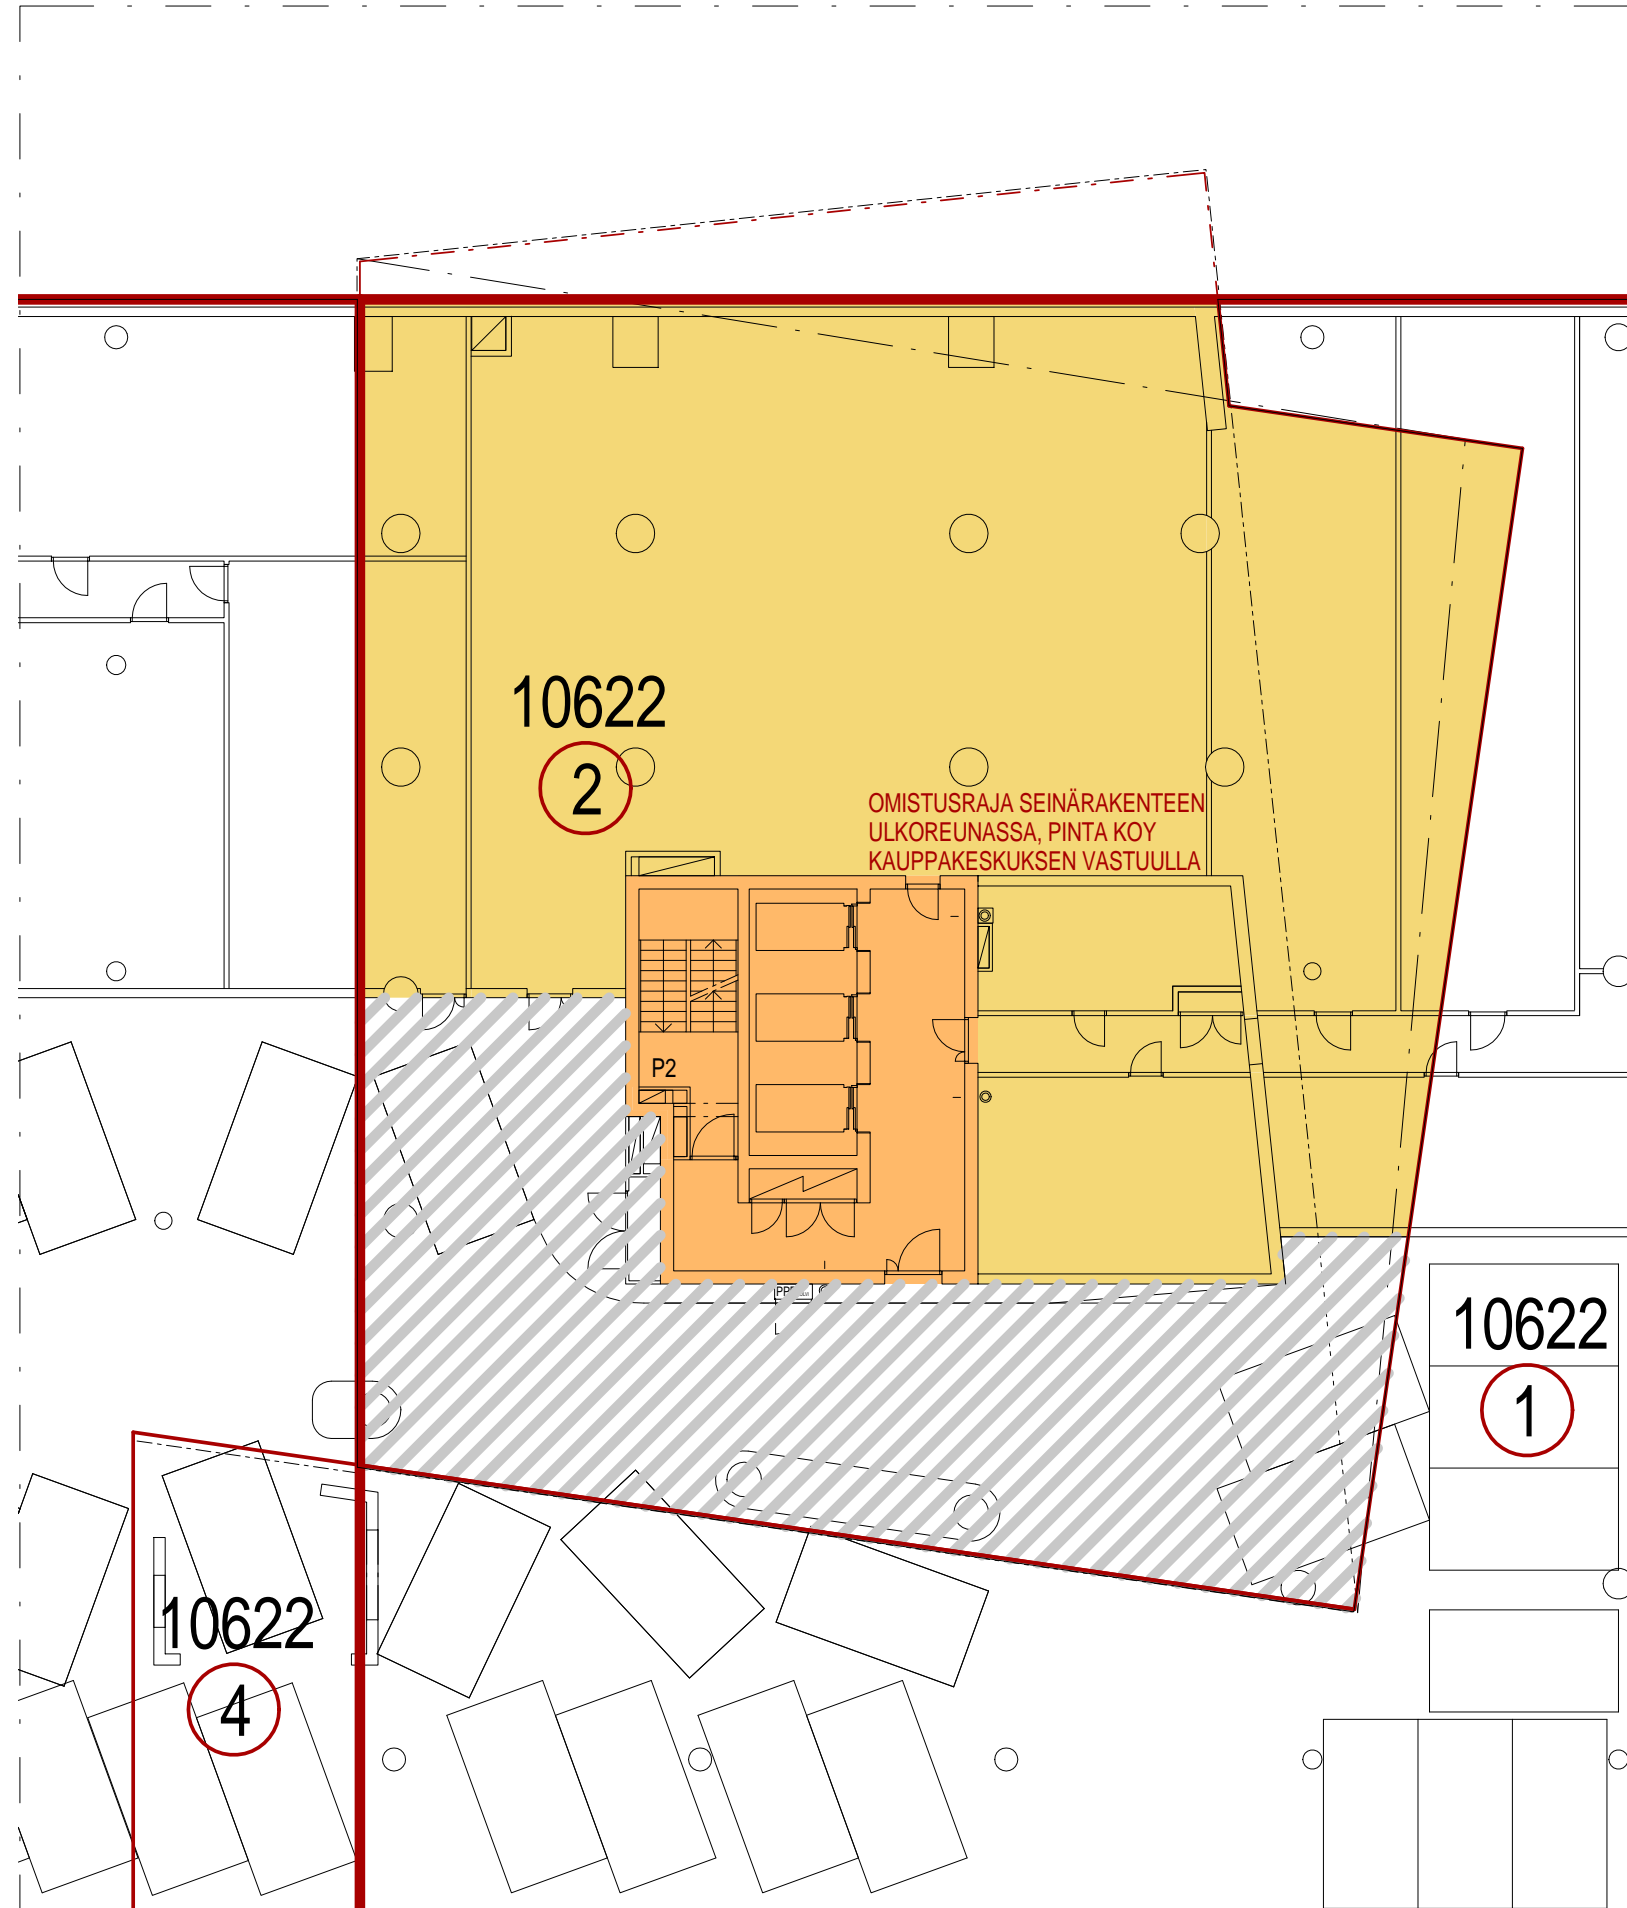 10622
2
OMISTUSRAJA SEINÄRAKENTEEN
ULKOREUNASSA, PINTA KOY
KAUPPAKESKUKSEN VASTUULLA
P2
10622
1
10622
4